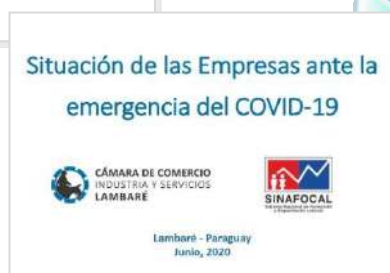 Situación de las Empresas ante la
emergencia del COVID-19
CÁMARA DE COMERCIO
INDUSTRIA Y SERVICIOS
LAMBARÉ
SINAFOCAL
Lambaré - Paraguay
Junio, 2020